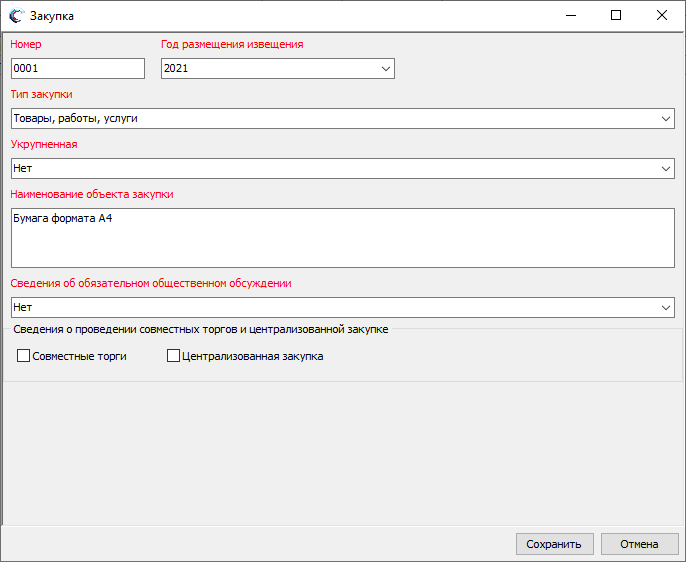 Закупка
Номер Год размещения извещения
0001 2021
Тип закупки
Товары, работы, услуги
Укрупненная
Нет
Наименование объекта закупки
Бумага формата А4
Сведения об обязательном общественном обсуждении
Нет
Сведения о проведении совместных торгов и централизованной закупке
Совместные торги Централизованная закупка
Сохранить Отмена